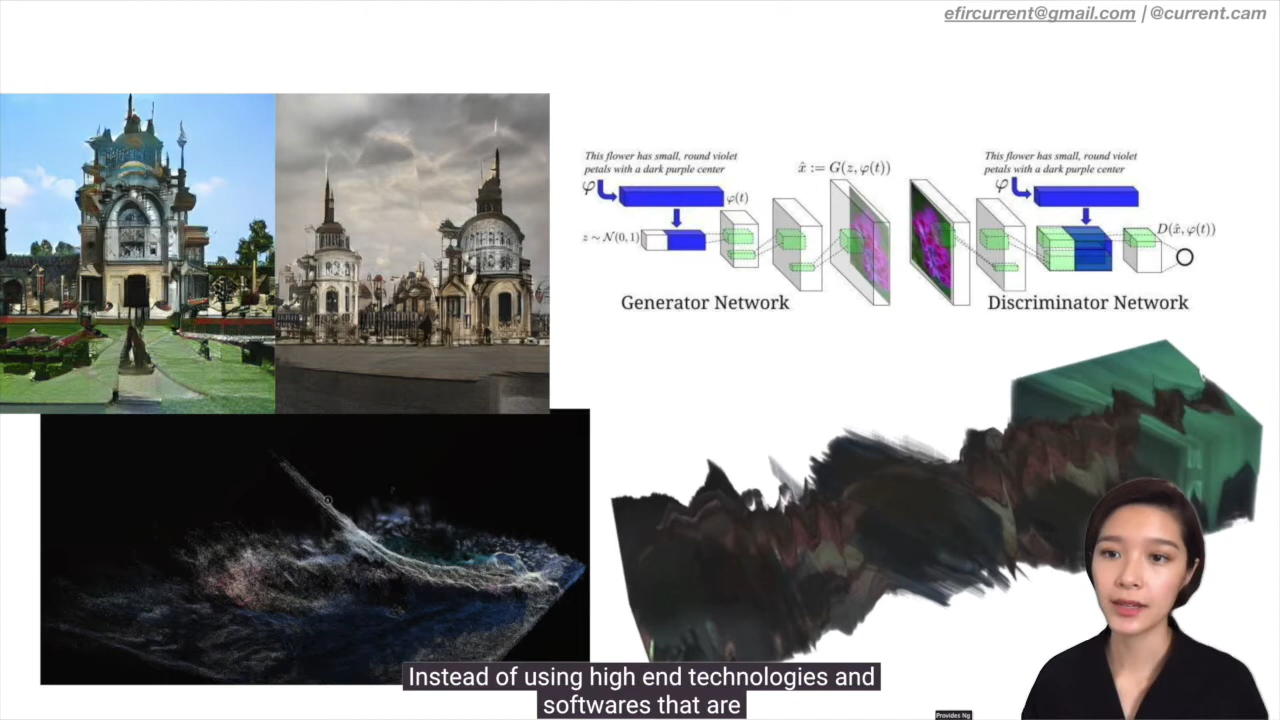 efircurrent@gmail.com | @current.cam
This flower has small, round violet
petals with a dark purple center
φ
φ(t)
z ~ N(0,1)
x̂ := G(z, φ(t))
Generator Network
This flower has small, round violet
petals with a dark purple center
φ
D(x̂, φ(t))
Discriminator Network
Instead of using high end technologies and
softwares that are
Provides Ng